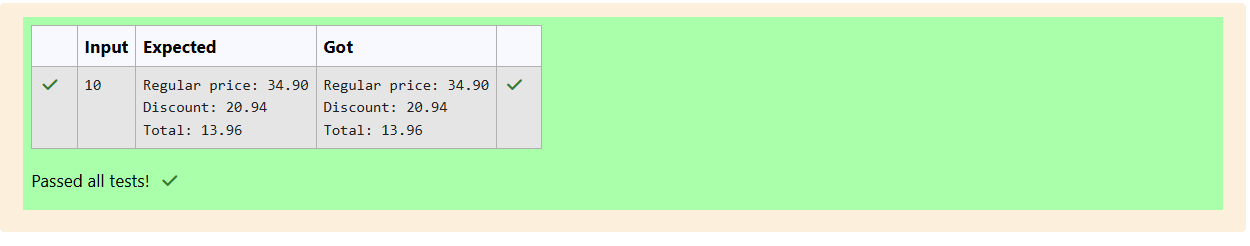 Input Expected Got
10 Regular price: 34.90 Regular price: 34.90
Discount: 20.94 Discount: 20.94
Total: 13.96 Total: 13.96
Passed all tests!